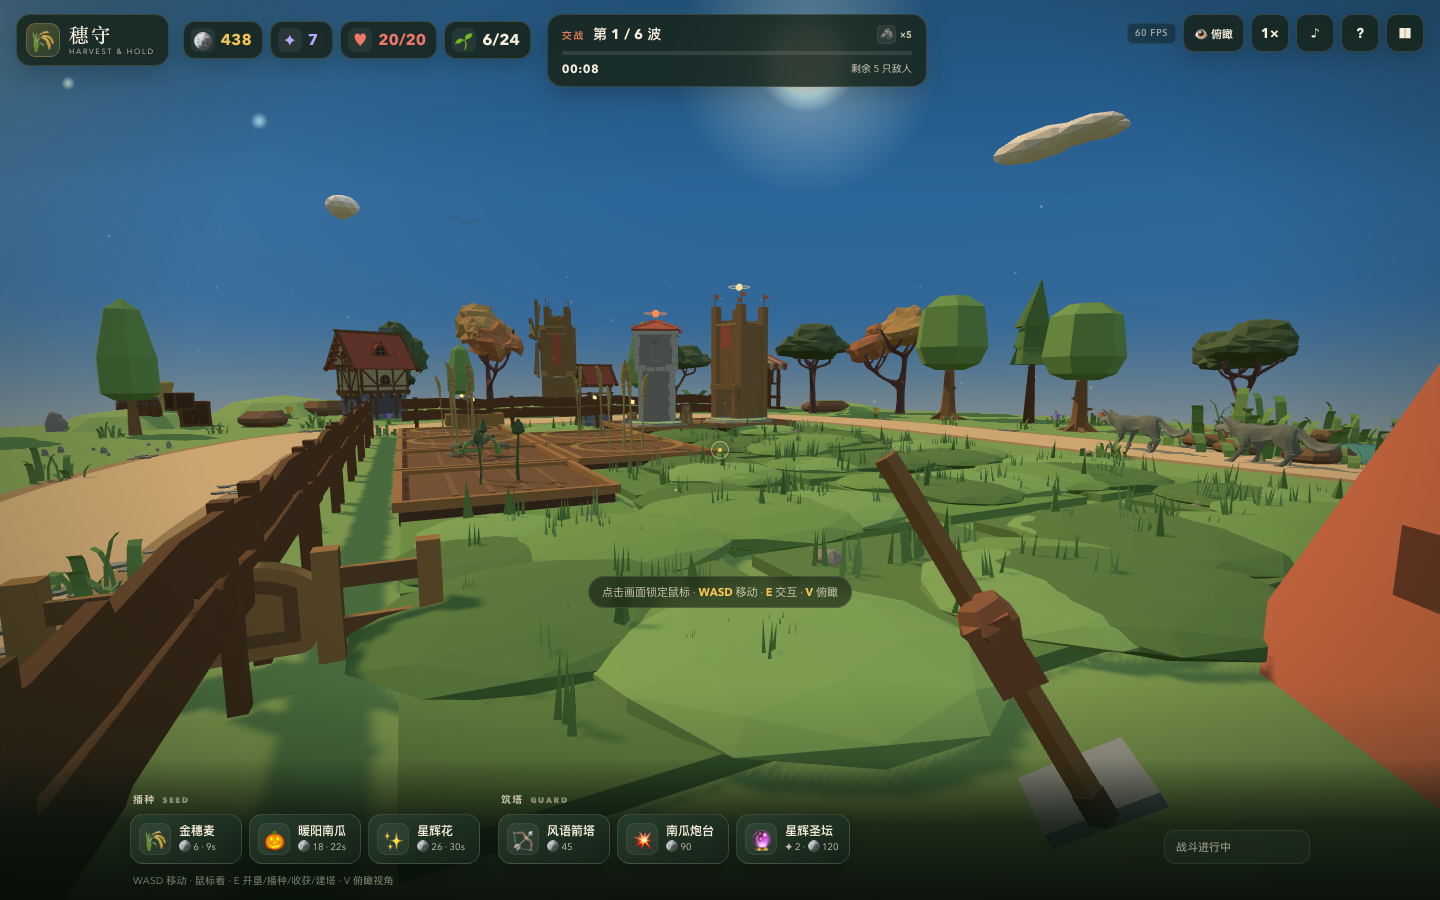 穗守
HARVEST & HOLD
438
7
20/20
6/24
交战 第 1 / 6 波
×5
00:08
剩余 5 只敌人
60 FPS
俯瞰
1×
?
点击画面锁定鼠标 · WASD 移动 · E 交互 · V 俯瞰
播种 SEED
金穗麦
6 · 9s
暖阳南瓜
18 · 22s
星辉花
26 · 30s
筑塔 GUARD
风语箭塔
45
南瓜炮台
90
星辉圣坛
2 · 120
战斗进行中
WASD 移动 · 鼠标看 · E 开垦/播种/收获/建塔 · V 俯瞰视角